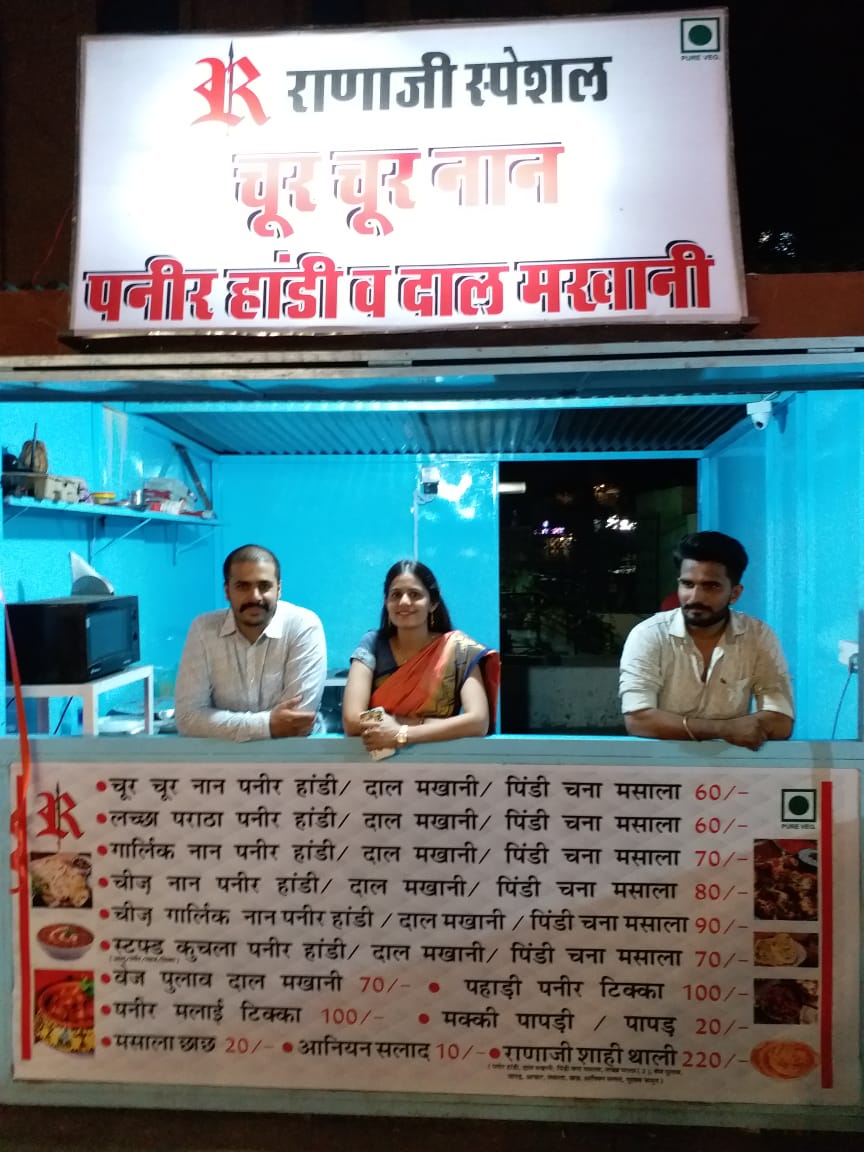 PURE VEG.
R राणाजी स्पेशल
चूर चूर नान
पनीर हांडी व दाल मखानी
R
PURE VEG.
•चूर चूर नान पनीर हांडी/ दाल मखानी/ पिंडी चना मसाला 60/-
•लच्छा पराठा पनीर हांडी/ दाल मखानी/ पिंडी चना मसाला 60/-
•गार्लिक नान पनीर हांडी/ दाल मखानी/ पिंडी चना मसाला 70/-
•चीज़ नान पनीर हांडी/ दाल मखानी/ पिंडी चना मसाला 80/-
•चीज़ गार्लिक नान पनीर हांडी / दाल मखानी / पिंडी चना मसाला 90/-
•स्टफ्ड कुचला पनीर हांडी/ दाल मखानी/ पिंडी चना मसाला 70/-
•वेज पुलाव दाल मखानी 70/- • पहाड़ी पनीर टिक्का 100/-
•पनीर मलाई टिक्का 100/- • मक्की पापड़ी / पापड़ 20/-
•मसाला छाछ 20/- •आनियन सलाद 10/- •राणाजी शाही थाली 220/-